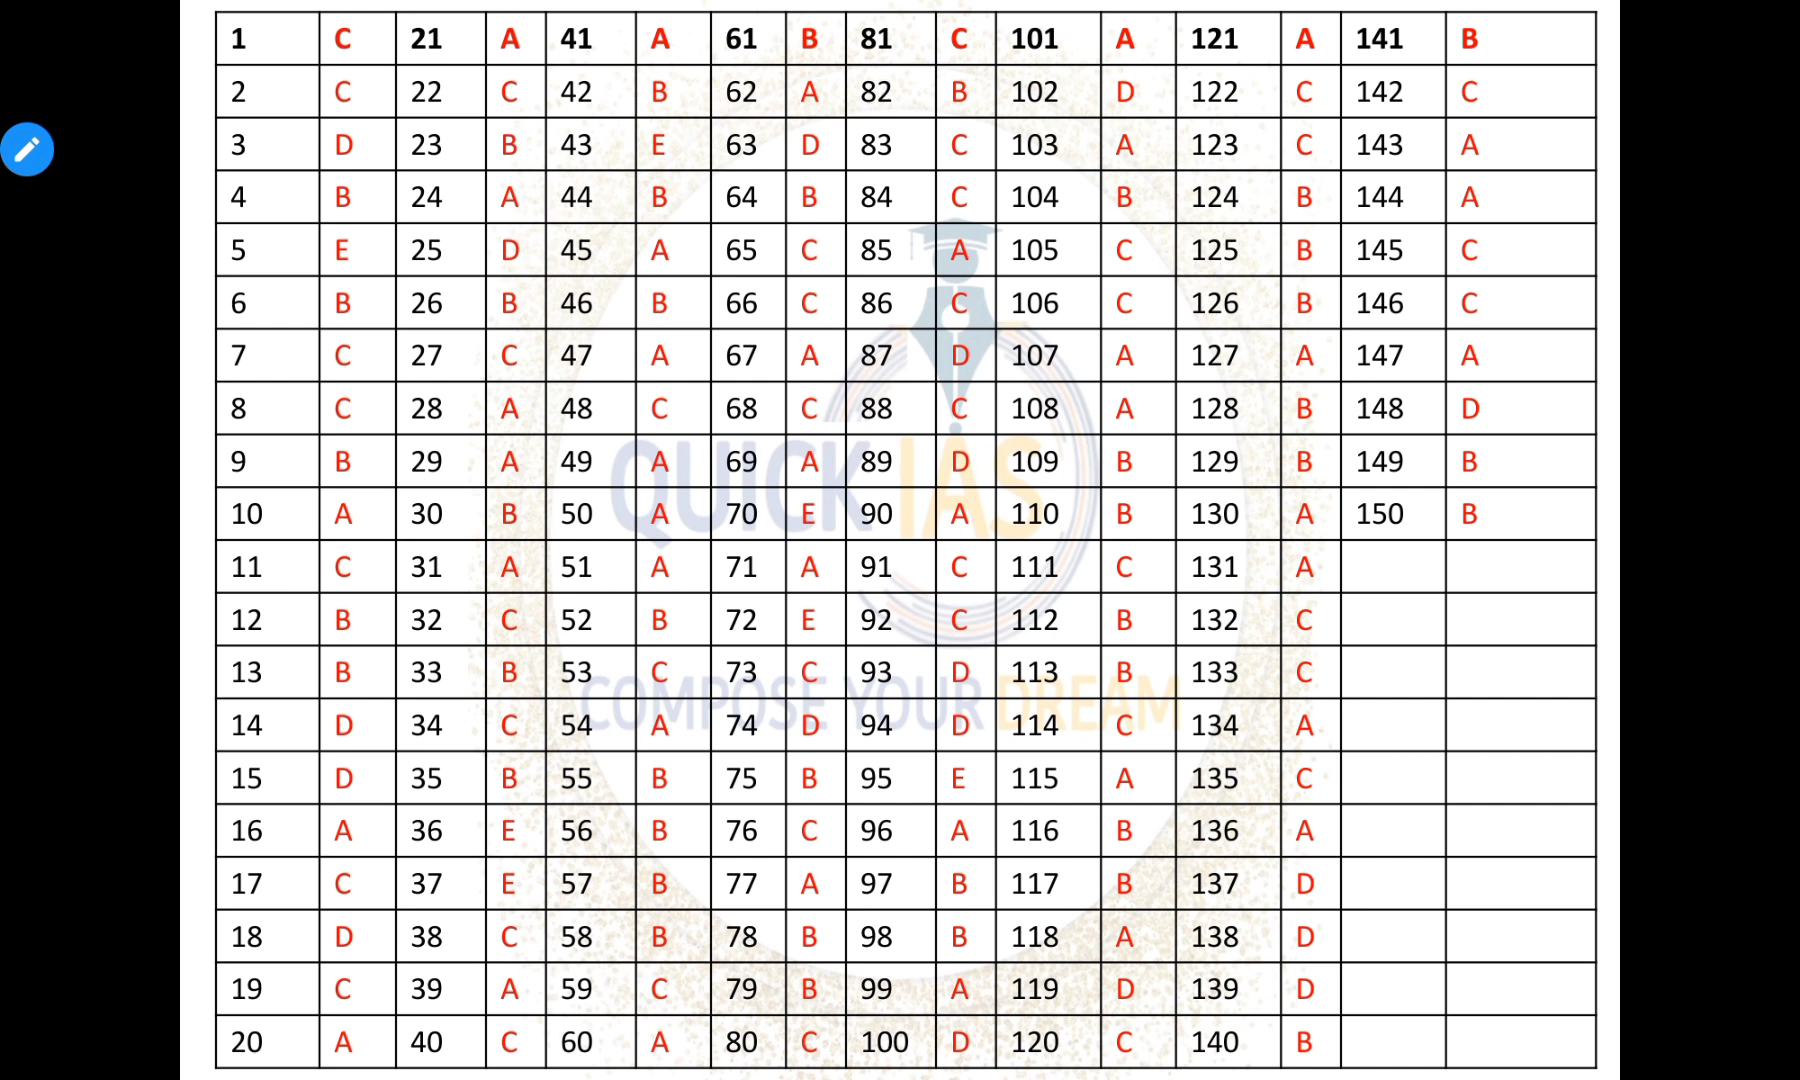 1 C 21 A 41 A 61 B 81 C 101 A 121 A 141 B
2 C 22 C 42 B 62 A 82 B 102 D 122 C 142 C
3 D 23 B 43 E 63 D 83 C 103 A 123 C 143 A
4 B 24 A 44 B 64 B 84 C 104 B 124 B 144 A
5 E 25 D 45 A 65 C 85 A 105 C 125 B 145 C
6 B 26 B 46 B 66 C 86 C 106 C 126 B 146 C
7 C 27 C 47 A 67 A 87 D 107 A 127 A 147 A
8 C 28 A 48 C 68 C 88 C 108 A 128 B 148 D
9 B 29 A 49 A 69 A 89 D 109 B 129 B 149 B
10 A 30 B 50 A 70 E 90 A 110 B 130 A 150 B
11 C 31 A 51 A 71 A 91 C 111 C 131 A
12 B 32 C 52 B 72 E 92 C 112 B 132 C
13 B 33 B 53 C 73 C 93 D 113 B 133 C
14 D 34 C 54 A 74 D 94 D 114 C 134 A
15 D 35 B 55 B 75 B 95 E 115 A 135 C
16 A 36 E 56 B 76 C 96 A 116 B 136 A
17 C 37 E 57 B 77 A 97 B 117 B 137 D
18 D 38 C 58 B 78 B 98 B 118 A 138 D
19 C 39 A 59 C 79 B 99 A 119 D 139 D
20 A 40 C 60 A 80 C 100 D 120 C 140 B
QUICK IAS
COMPOSE YOUR DREAM